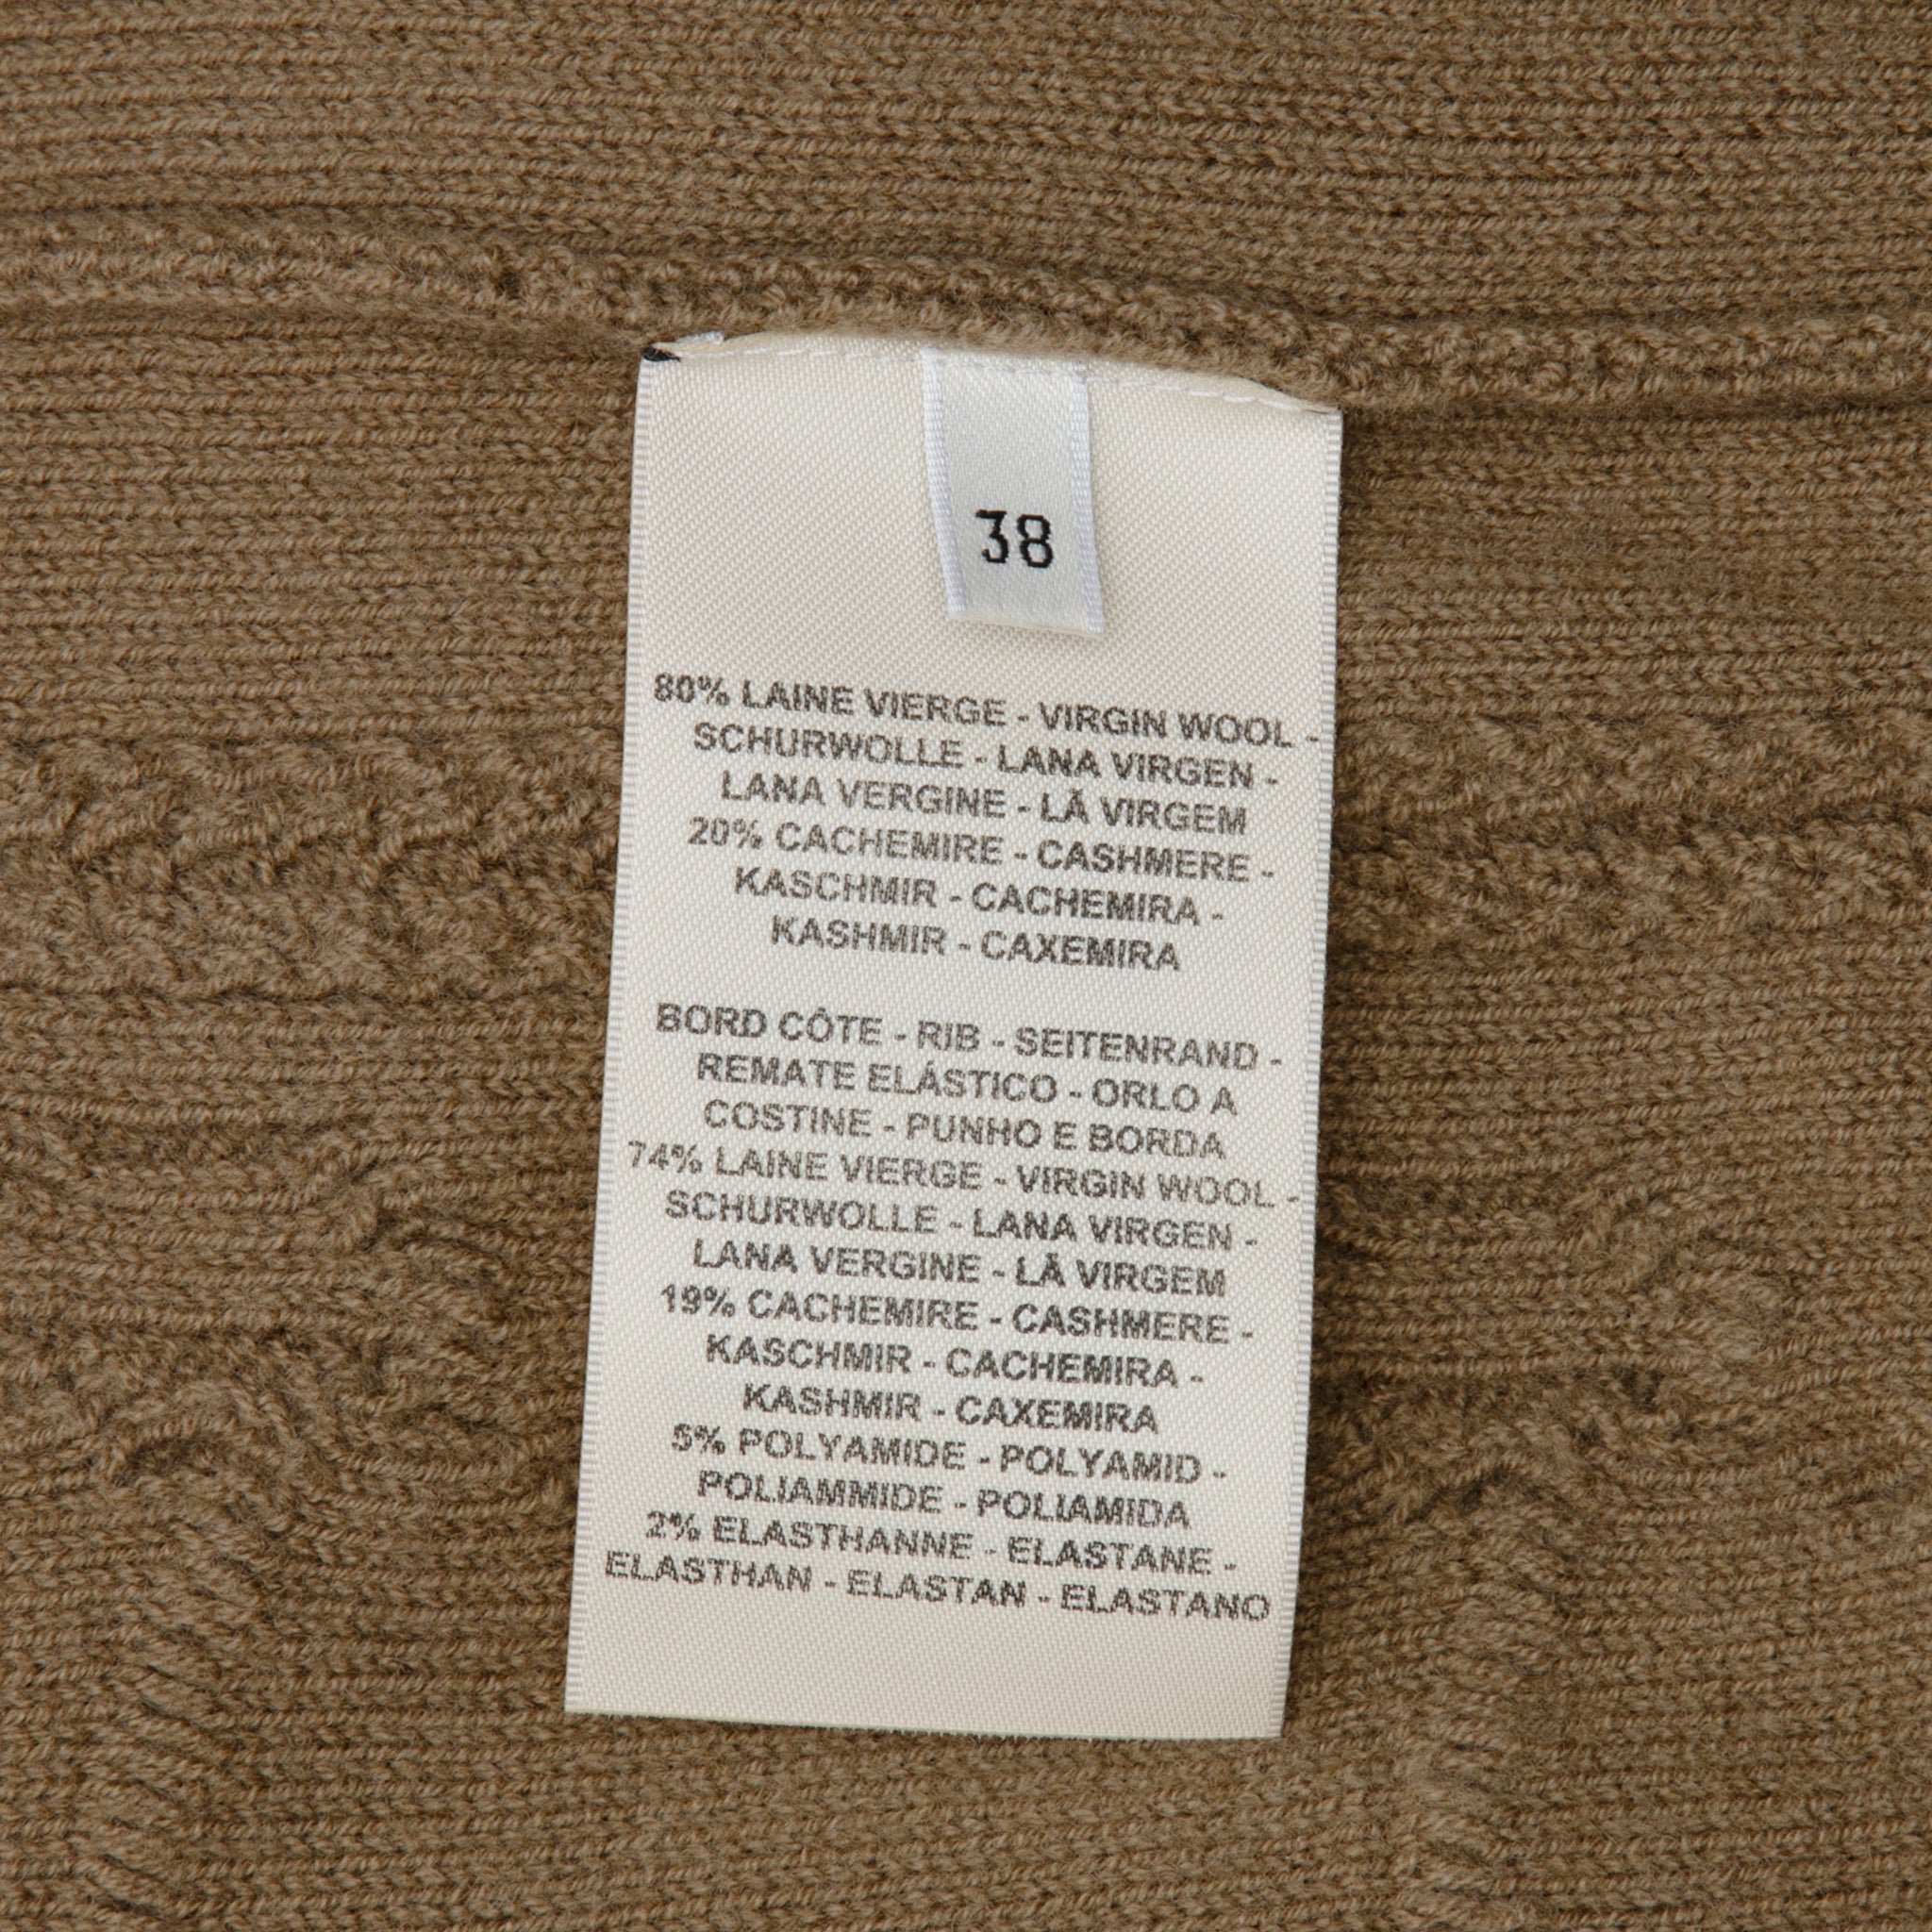 38
80% LAINE VIERGE - VIRGIN WOOL -
SCHURWOLLE - LANA VIRGEN -
LANA VERGINE - LÃ VIRGEM
20% CACHEMIRE - CASHMERE -
KASCHMIR - CACHEMIRA -
KASHMIR - CAXEMIRA
BORD CÔTE - RIB - SEITENRAND -
REMATE ELÁSTICO - ORLO A
COSTINE - PUNHO E BORDA
74% LAINE VIERGE - VIRGIN WOOL -
SCHURWOLLE - LANA VIRGEN -
LANA VERGINE - LÃ VIRGEM
19% CACHEMIRE - CASHMERE -
KASCHMIR - CACHEMIRA -
KASHMIR - CAXEMIRA
5% POLYAMIDE - POLYAMID -
POLIAMMIDE - POLIAMIDA
2% ELASTHANNE - ELASTANE -
ELASTHAN - ELASTAN - ELASTANO